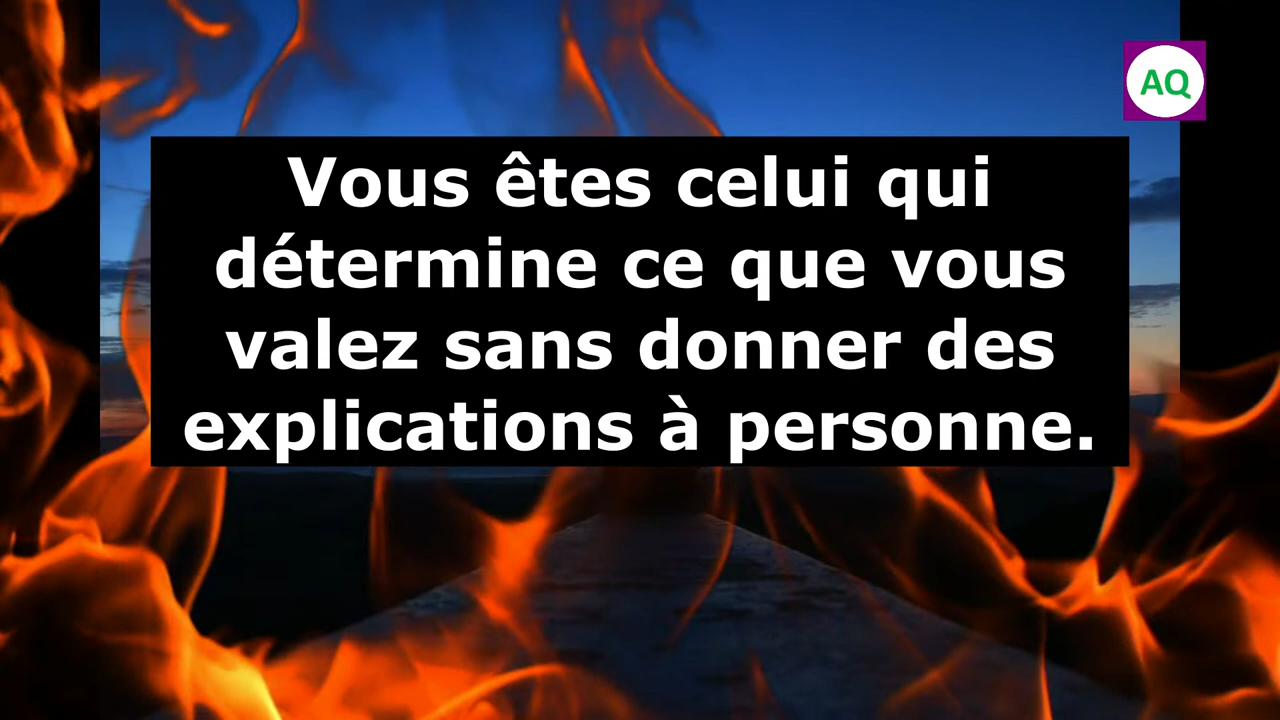 AQ
Vous êtes celui qui
détermine ce que vous
valez sans donner des
explications à personne.